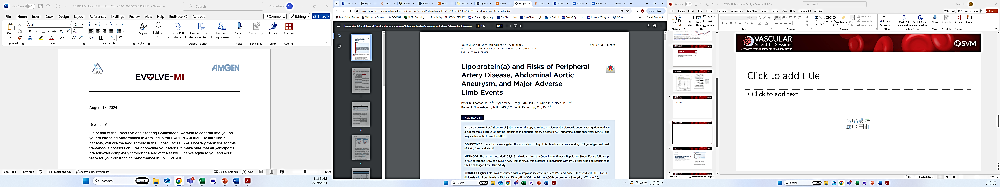 AutoSave Off 20190184 Top US Enrolling Site v0.01 20240725 DRAFT • Saved Search Connie Hess CH
File Home Insert Draw Design Layout References Mailings Review View Help EndNote X9 Acrobat Comments Editing Share
Arial 12
Paste Styles Editing Create PDF and Share link Create PDF and Share via Outlook Request Signatures Dictate Sensitivity Editor Add-ins
Clipboard Font Paragraph Styles Adobe Acrobat Voice Sensitivity Editor Add-ins
CPC
Clinical Research
EVOLVE-MI
AMGEN
August 13, 2024
Dear Dr. Amin,
On behalf of the Executive and Steering Committees, we wish to congratulate you on
your outstanding performance in enrolling in the EVOLVE-MI trial. By enrolling 78
patients, you are the lead enroller in the United States. We sincerely thank you for this
tremendous contribution. We appreciate your efforts to make sure that all participants
are followed completely through the end of the study. Thanks again to you and your
team for your outstanding performance in EVOLVE-MI.
Page 1 of 1 112 words Text Predictions: On Accessibility: Investigate Display Settings Focus 100%
Search CPC 11:14 AM
8/19/2024
Operat Bypass Bypass Welcor Effect o Effect o Welcor Lipopro Lipopro Lipopro Contex 20190 2024 K Baselin downl
www-clinicalkey-com.proxy.hsl.ucdenver.edu/service/content/pdf/watermarked/1-s2.0-S0735109723077446.pdf?locale=en_US&searchIndex= Finish update
Lower School Parents Welcome to Strauss... DATATRAK CPC.PreScreening L... shipping REDCap OPTIMIZE CPC Box MyApps SureClinical Home SureClinical - Login UC Outlook EVOLVE Ops reports Idorsia_CEC Project... QGenda All Bookmarks
Lipoprotein(a) and Risks of Peripheral Artery Disease, Abdominal Aortic Aneurysm, and Major Adverse Limb&nbsp;... 1 / 12 156%
1
2
3
4
JOURNAL OF THE AMERICAN COLLEGE OF CARDIOLOGY VOL. 82, NO. 24, 2023
© 2023 BY THE AMERICAN COLLEGE OF CARDIOLOGY FOUNDATION
PUBLISHED BY ELSEVIER
Lipoprotein(a) and Risks of Peripheral
Artery Disease, Abdominal Aortic
Aneurysm, and Major Adverse
Limb Events
Peter E. Thomas, MD,a,b,c Signe Vedel-Krogh, MD, PhD,a,b,c Sune F. Nielsen, PhD,a,b
Børge G. Nordestgaard, MD, DMSc,a,b,c Pia R. Kamstrup, MD, PhDa,b
ABSTRACT
BACKGROUND Lp(a) (lipoprotein[a])-lowering therapy to reduce cardiovascular disease is under investigation in phase
3 clinical trials. High Lp(a) may be implicated in peripheral artery disease (PAD), abdominal aortic aneurysms (AAAs), and
major adverse limb events (MALE).
OBJECTIVES The authors investigated the association of high Lp(a) levels and corresponding LPA genotypes with risk
of PAD, AAA, and MALE.
METHODS The authors included 108,146 individuals from the Copenhagen General Population Study. During follow-up,
2,450 developed PAD, and 1,251 AAAs. Risk of MALE was assessed in individuals with PAD at baseline and replicated in
the Copenhagen City Heart Study.
RESULTS Higher Lp(a) was associated with a stepwise increase in risk of PAD and AAA (P for trend <0.001). For in-
dividuals with Lp(a) levels ≥99th (≥143 mg/dL, ≥307 nmol/L) vs <50th percentile (≤9 mg/dL, ≤17 nmol/L),
Search CPC 11:14 AM
8/19/2024
AutoSave Off VSS2024 PP Template for Faculty • Saved to this PC Search Connie Hess CH
File Home Insert Draw Design Transitions Animations Slide Show Record Review View Help EndNote X9 Acrobat Record Present in Teams Share
Paste New Slide Reuse Slides Layout Reset Section Arrange Quick Styles Shape Fill Shape Outline Shape Effects Find Replace Select Create PDF and Share link Create PDF and Share via Outlook Dictate Sensitivity Add-ins Designer
Clipboard Slides Font Paragraph Drawing Editing Adobe Acrobat Voice Sensitivity Add-ins
5
6
7
Guidelines
8
9
10
VASCULAR
Scientific Sessions
Presented by the Society for Vascular Medicine
SVM
Click to add title
• Click to add text
Slide 8 of 11 Accessibility: Investigate Notes Display Settings 111%
Search CPC 11:14 AM
8/19/2024